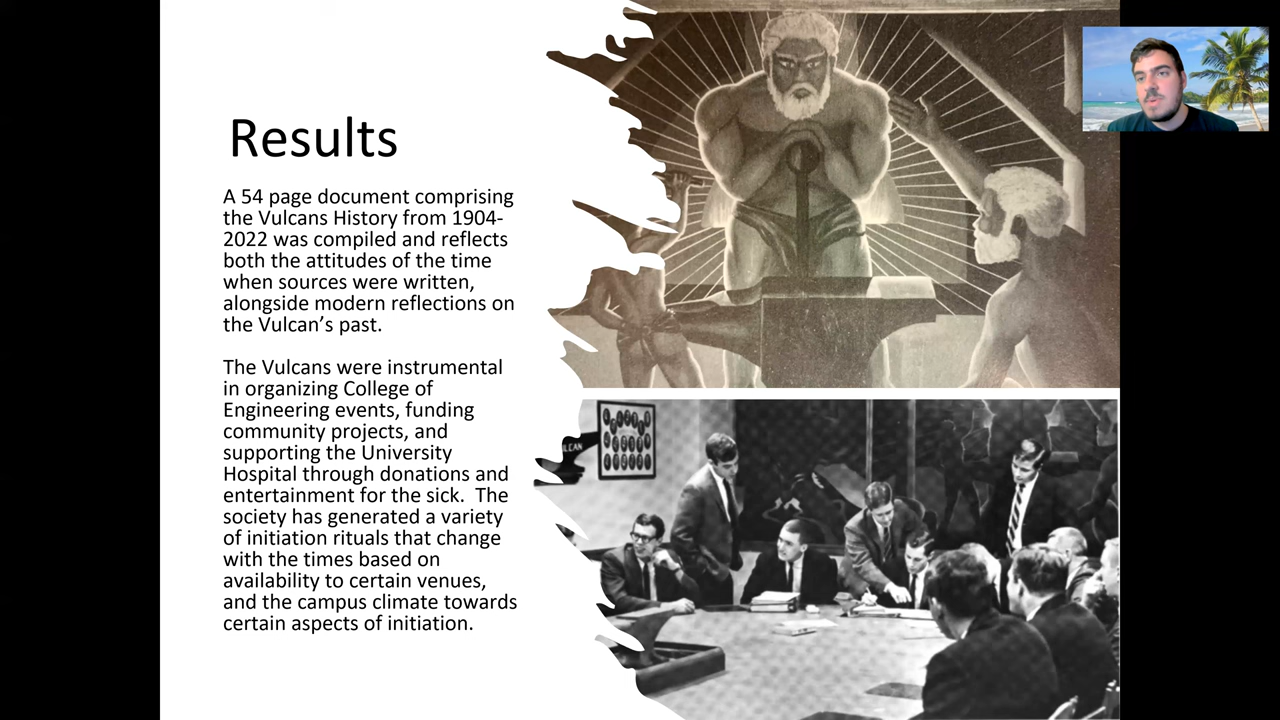 Results
A 54 page document comprising
the Vulcans History from 1904-
2022 was compiled and reflects
both the attitudes of the time
when sources were written,
alongside modern reflections on
the Vulcan’s past.
The Vulcans were instrumental
in organizing College of
Engineering events, funding
community projects, and
supporting the University
Hospital through donations and
entertainment for the sick.  The
society has generated a variety
of initiation rituals that change
with the times based on
availability to certain venues,
and the campus climate towards
certain aspects of initiation.